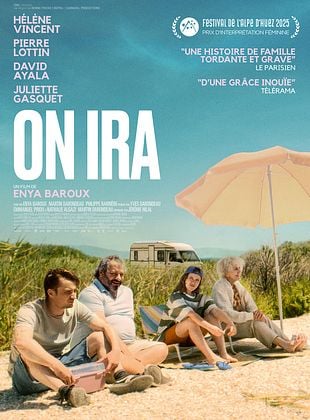 HÉLÈNE
VINCENT
PIERRE
LOTTIN
DAVID
AYALA
JULIETTE
GASQUET
FESTIVAL DE L'ALPE D'HUEZ 2025
PRIX D'INTERPRÉTATION FÉMININE
"UNE HISTOIRE DE FAMILLE
TORDANTE ET GRAVE"
LE PARISIEN
"D'UNE GRÂCE INOUÏE"
TÉLÉRAMA
ON IRA
UN FILM DE
ENYA BAROUX